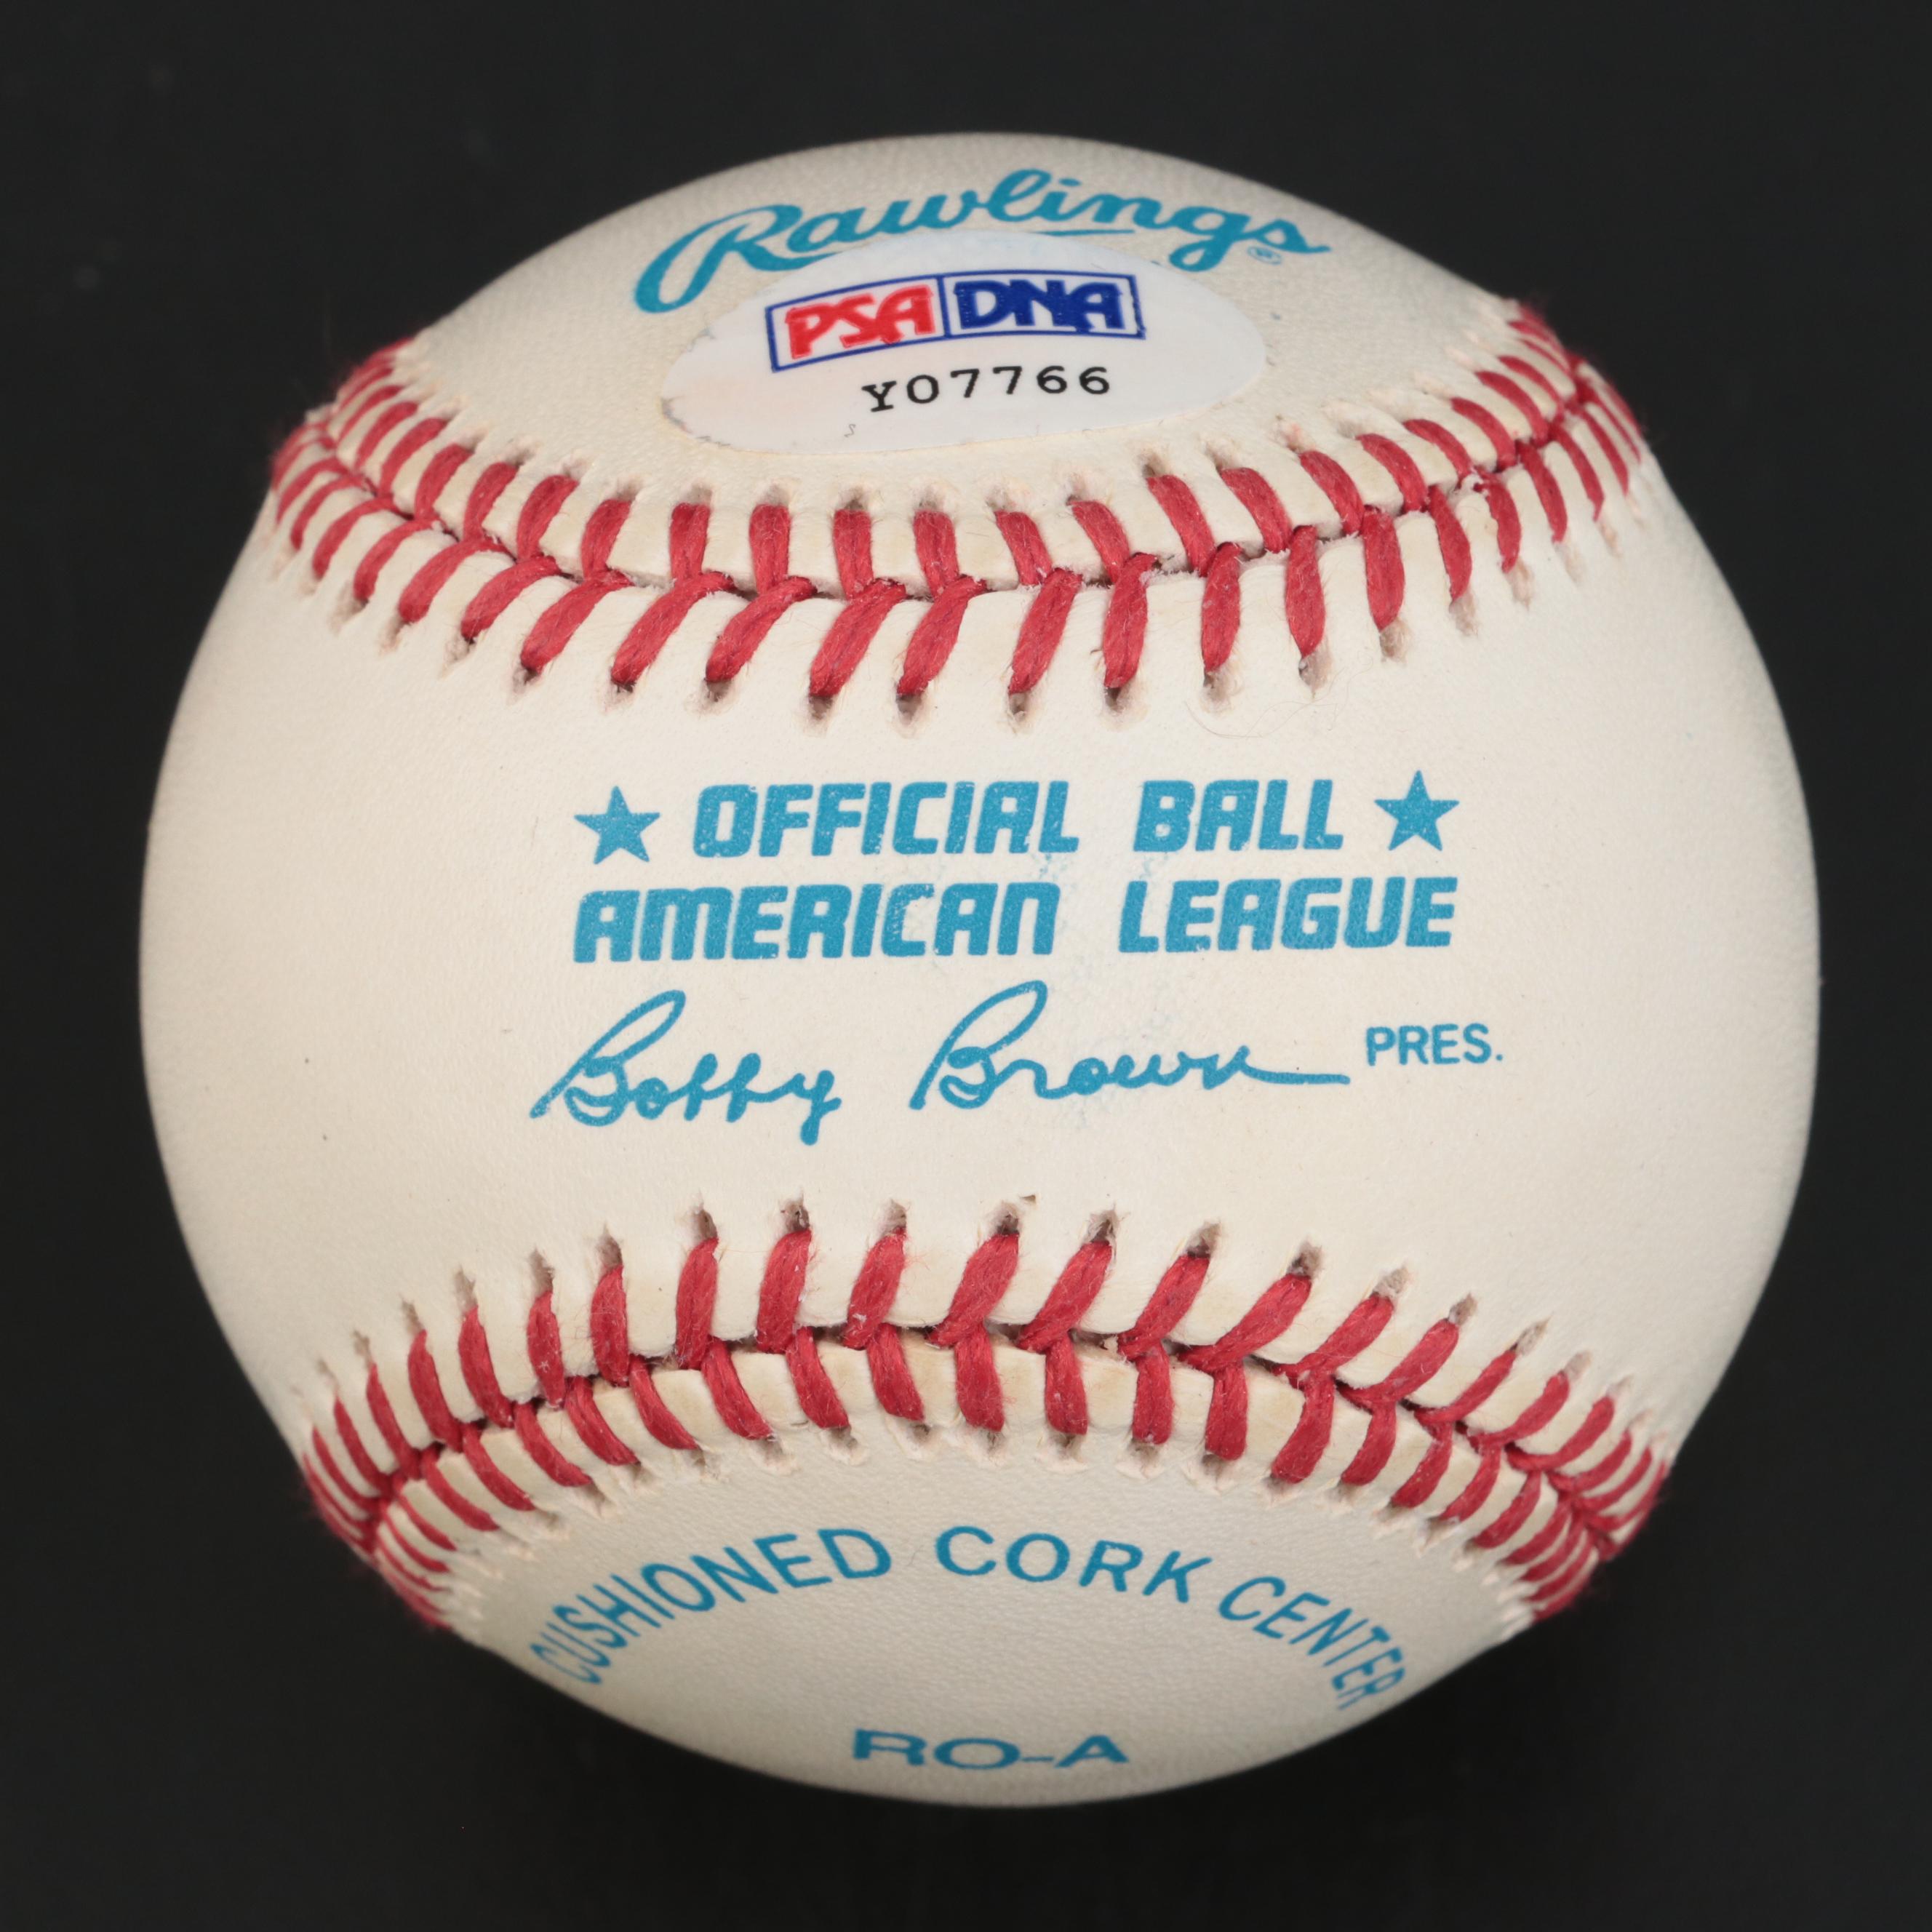 Rawlings®
PSA DNA
Y07766
★ OFFICIAL BALL ★
AMERICAN LEAGUE
Bobby Brown PRES.
CUSHIONED CORK CENTER
RO-A